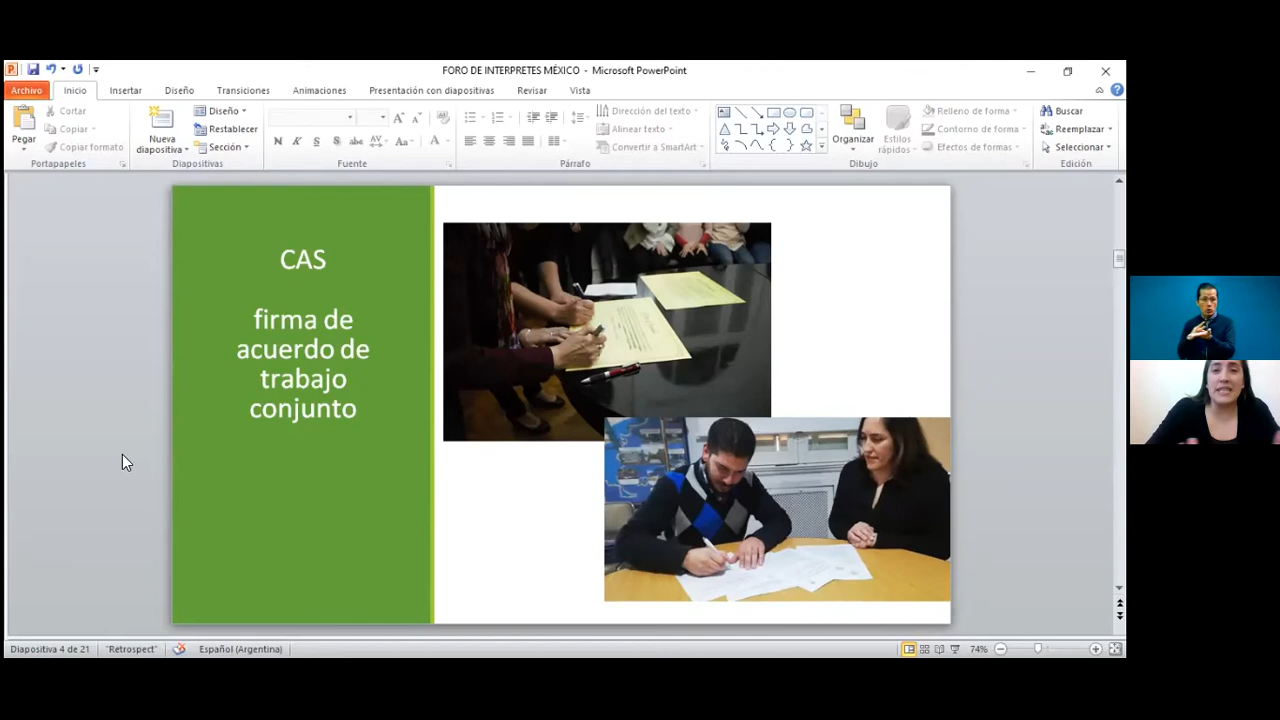 FORO DE INTERPRETES MÉXICO - Microsoft PowerPoint
Archivo
Inicio
Insertar
Diseño
Transiciones
Animaciones
Presentación con diapositivas
Revisar
Vista
Pegar
Cortar
Copiar
Copiar formato
Portapapeles
Nueva
diapositiva
Diseño
Restablecer
Sección
Diapositivas
N K S S abc AV Aa A
Fuente
Dirección del texto
Alinear texto
Convertir a SmartArt
Párrafo
Organizar
Estilos
rápidos
Relleno de forma
Contorno de forma
Efectos de formas
Dibujo
Buscar
Reemplazar
Seleccionar
Edición
CAS
firma de
acuerdo de
trabajo
conjunto
Diapositiva 4 de 21
"Retrospect"
Español (Argentina)
74%